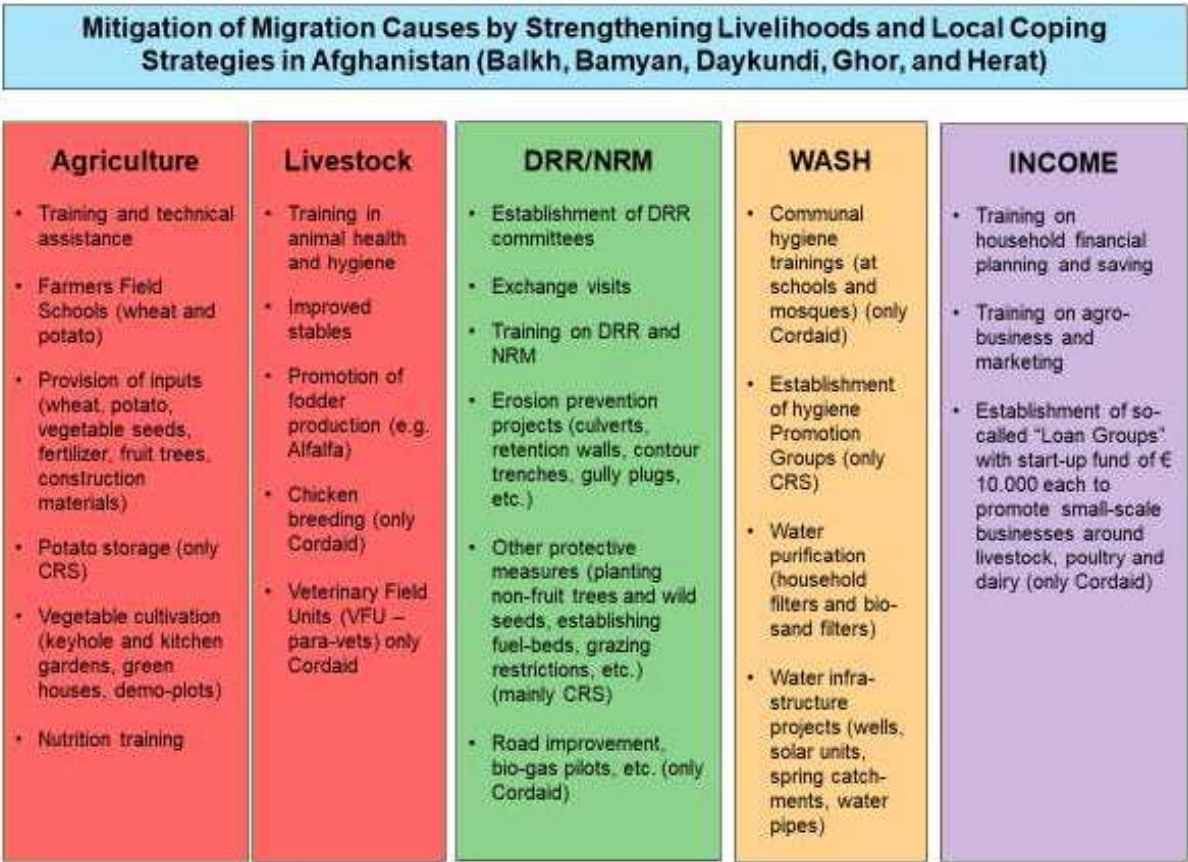 Mitigation of Migration Causes by Strengthening Livelihoods and Local Coping
Strategies in Afghanistan (Balkh, Bamyan, Daykundi, Ghor, and Herat)
Agriculture
• Training and technical
assistance
• Farmers Field
Schools (wheat and
potato)
• Provision of inputs
(wheat, potato,
vegetable seeds,
fertilizer, fruit trees,
construction
materials)
• Potato storage (only
CRS)
• Vegetable cultivation
(keyhole and kitchen
gardens, green
houses, demo-plots)
• Nutrition training
Livestock
• Training in
animal health
and hygiene
• Improved
stables
• Promotion of
fodder
production (e.g.
Alfalfa)
• Chicken
breeding (only
Cordaid)
• Veterinary Field
Units (VFU –
para-vets) only
Cordaid
DRR/NRM
• Establishment of DRR
committees
• Exchange visits
• Training on DRR and
NRM
• Erosion prevention
projects (culverts,
retention walls, contour
trenches, gully plugs,
etc.)
• Other protective
measures (planting
non-fruit trees and wild
seeds, establishing
fuel-beds, grazing
restrictions, etc.)
(mainly CRS)
• Road improvement,
bio-gas pilots, etc. (only
Cordaid)
WASH
• Communal
hygiene
trainings (at
schools and
mosques) (only
Cordaid)
• Establishment
of hygiene
Promotion
Groups (only
CRS)
• Water
purification
(household
filters and bio-
sand filters)
• Water infra-
structure
projects (wells,
solar units,
spring catch-
ments, water
pipes)
INCOME
• Training on
household financial
planning and saving
• Training on agro-
business and
marketing
• Establishment of so-
called "Loan Groups"
with start-up fund of €
10.000 each to
promote small-scale
businesses around
livestock, poultry and
dairy (only Cordaid)